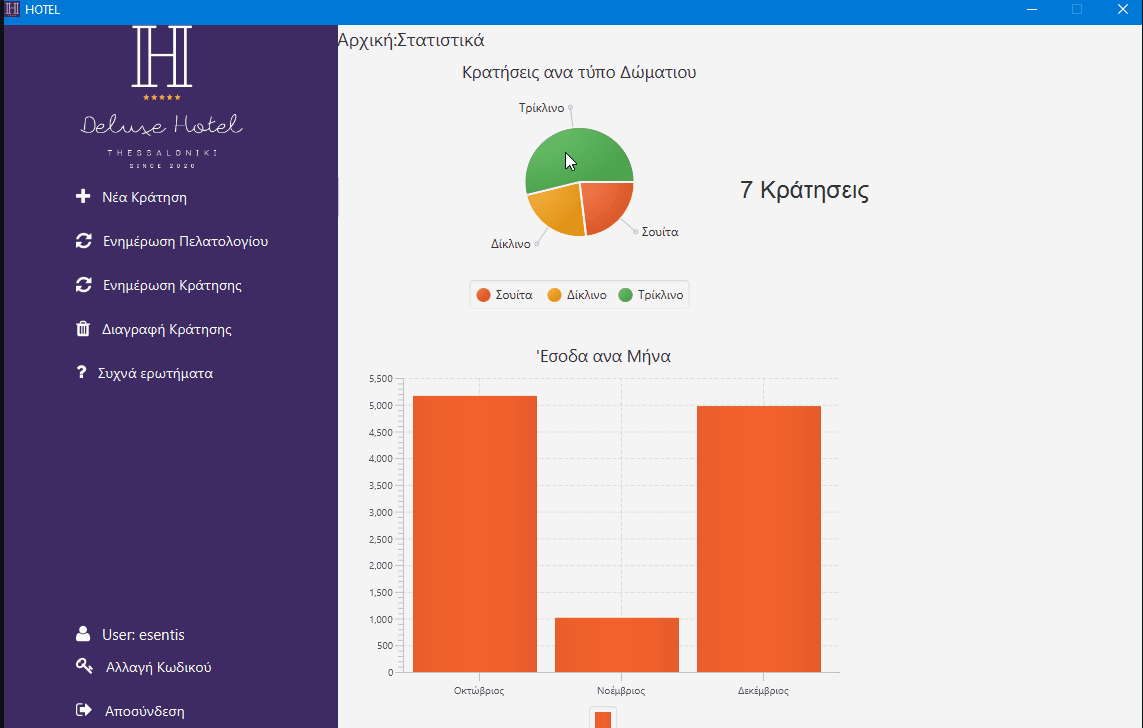 HOTEL
H
Deluxe Hotel
THESSALONIKI
SINCE 2020
Νέα Κράτηση
Ενημέρωση Πελατολογίου
Ενημέρωση Κράτησης
Διαγραφή Κράτησης
? Συχνά ερωτήματα
User: esentis
Αλλαγή Κωδικού
Αποσύνδεση
Αρχική:Στατιστικά
Κρατήσεις ανα τύπο Δώματιου
Τρίκλινο
Σουίτα
Δίκλινο
Σουίτα Δίκλινο Τρίκλινο
7 Κράτησεις
'Εσοδα ανα Μήνα
5,500
5,000
4,500
4,000
3,500
3,000
2,500
2,000
1,500
1,000
500
0
Οκτώβριος Νοέμβριος Δεκέμβριος